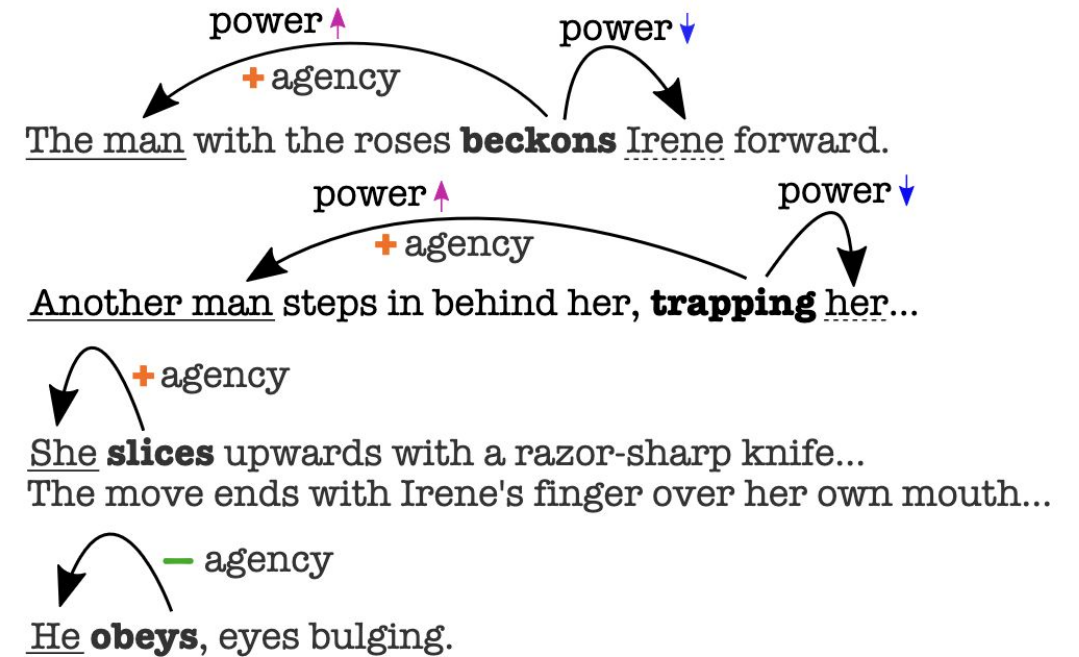 power power
+ agency
The man with the roses beckons Irene forward.
power power
+ agency
Another man steps in behind her, trapping her...
+ agency
She slices upwards with a razor-sharp knife...
The move ends with Irene's finger over her own mouth...
– agency
He obeys, eyes bulging.